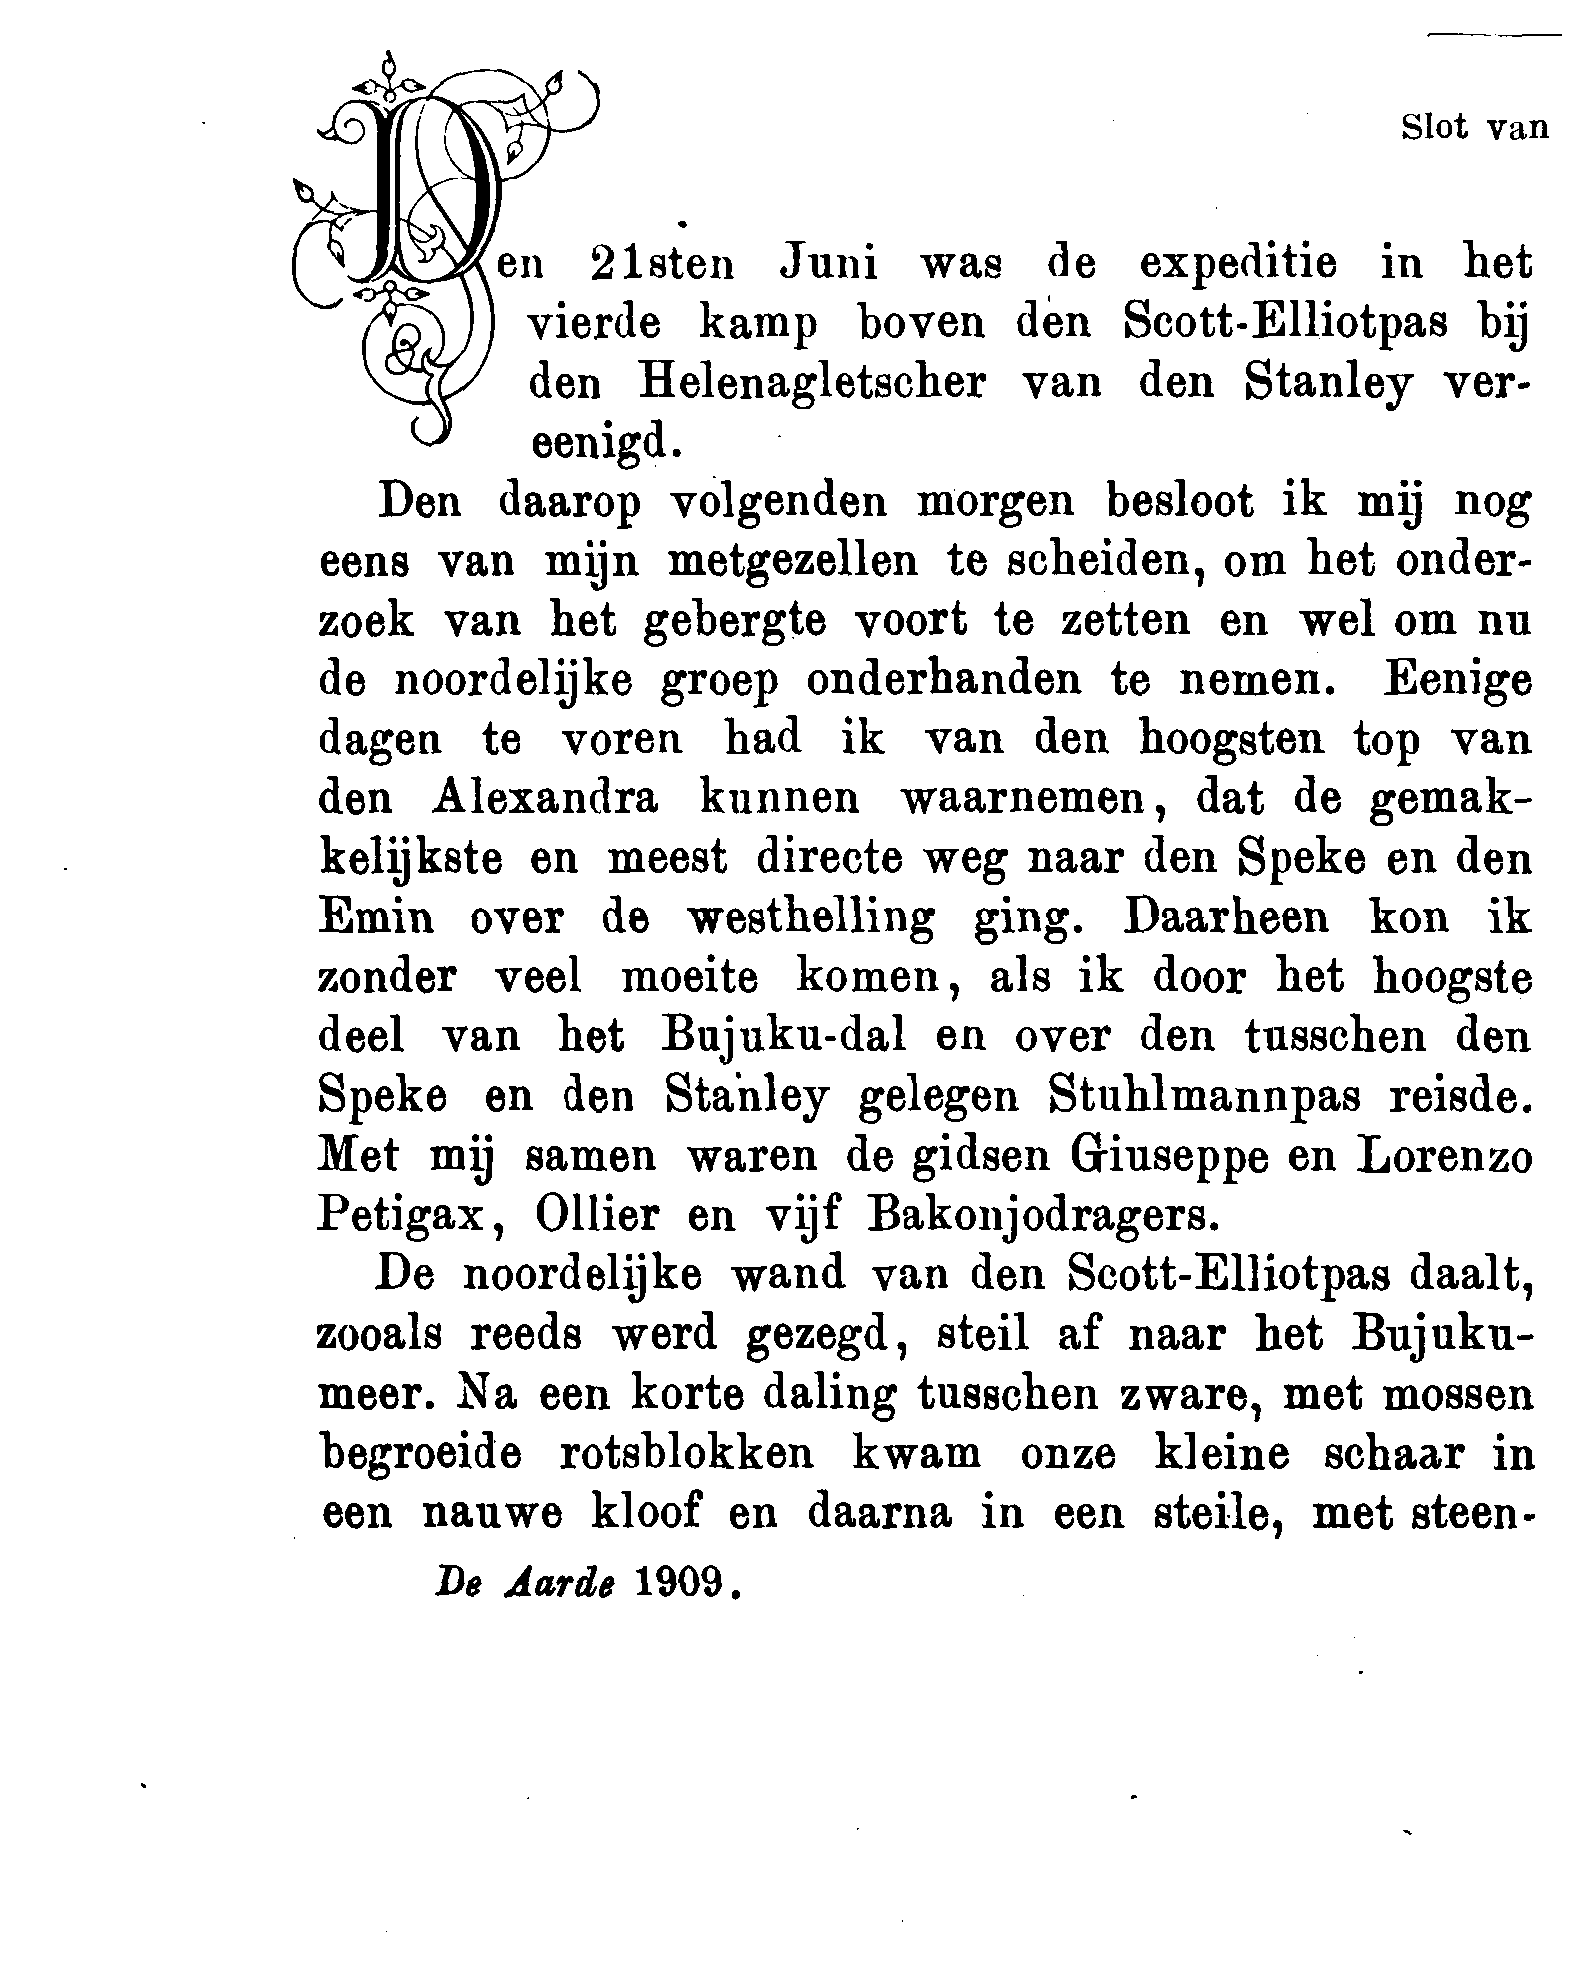 Slot van
Den 21sten Juni was de expeditie in het
vierde kamp boven den Scott-Elliotpas bij
den Helenagletscher van den Stanley ver-
eenigd.
Den daarop volgenden morgen besloot ik mij nog
eens van mijn metgezellen te scheiden, om het onder-
zoek van het gebergte voort te zetten en wel om nu
de noordelijke groep onderhanden te nemen. Eenige
dagen te voren had ik van den hoogsten top van
den Alexandra kunnen waarnemen, dat de gemak-
kelijkste en meest directe weg naar den Speke en den
Emin over de westhelling ging. Daarheen kon ik
zonder veel moeite komen, als ik door het hoogste
deel van het Bujuku-dal en over den tusschen den
Speke en den Stanley gelegen Stuhlmannpas reisde.
Met mij samen waren de gidsen Giuseppe en Lorenzo
Petigax, Ollier en vijf Bakonjodragers.
De noordelijke wand van den Scott-Elliotpas daalt,
zooals reeds werd gezegd, steil af naar het Bujuku-
meer. Na een korte daling tusschen zware, met mossen
begroeide rotsblokken kwam onze kleine schaar in
een nauwe kloof en daarna in een steile, met steen-
De Aarde 1909.